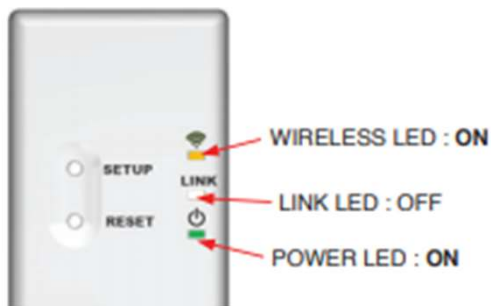 WIRELESS LED : ON
SETUP
LINK
LINK LED : OFF
RESET
POWER LED : ON